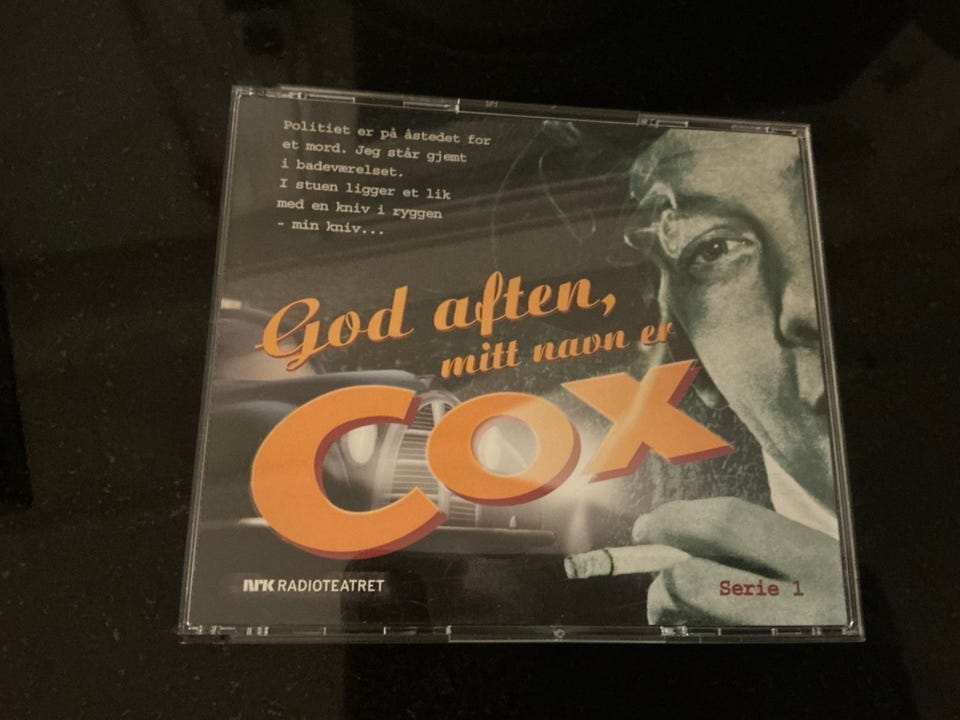 Politiet er på åstedet for
et mord. Jeg står gjemt
i badeværelset.
I stuen ligger et lik
med en kniv i ryggen
- min kniv...
God aften,
mitt navn er
Cox
nrk RADIOTEATRET
Serie 1